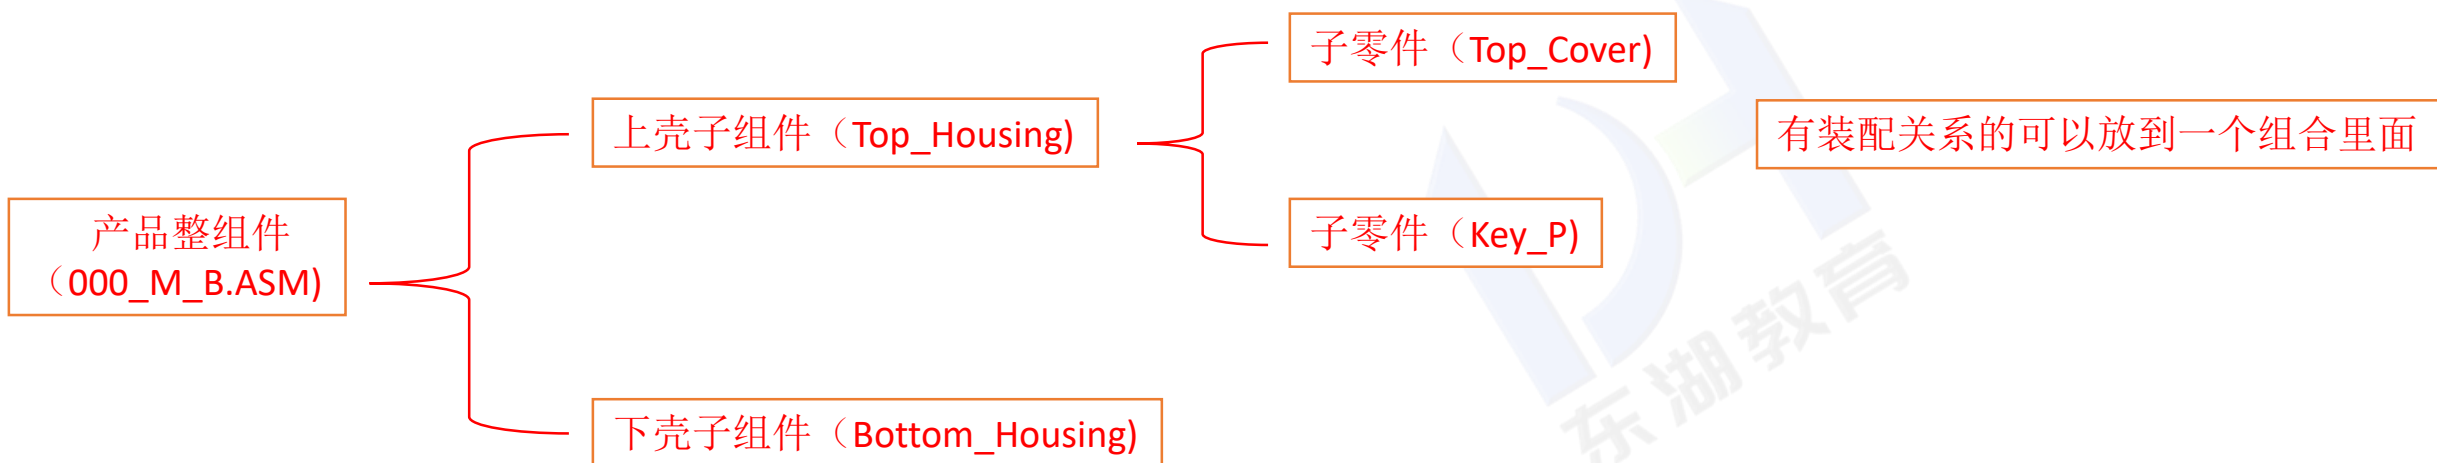 产品整组件
（000_M_B.ASM)
上壳子组件（Top_Housing)
下壳子组件（Bottom_Housing)
子零件（Top_Cover)
子零件（Key_P)
有装配关系的可以放到一个组合里面
东湖教育